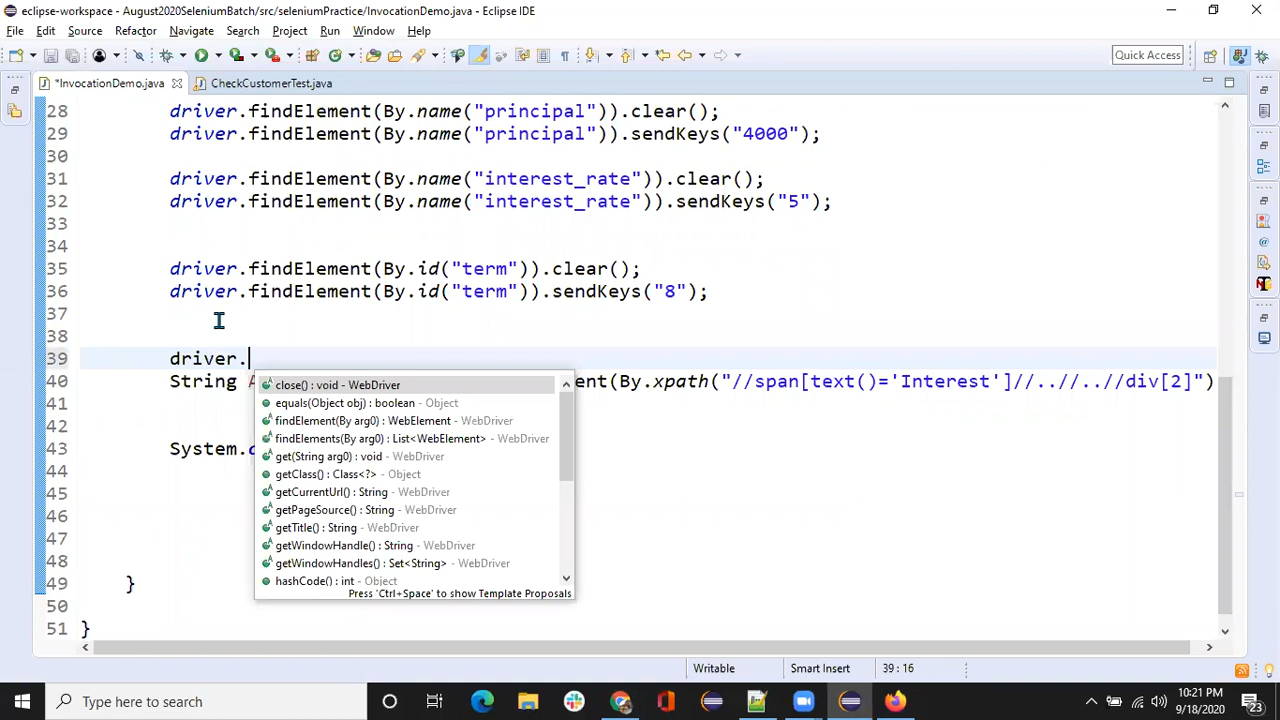 eclipse-workspace - August2020SeleniumBatch/src/seleniumPractice/InvocationDemo.java - Eclipse IDE
File Edit Source Refactor Navigate Search Project Run Window Help
Quick Access
*InvocationDemo.java CheckCustomerTest.java
28 driver.findElement(By.name("principal")).clear();
29 driver.findElement(By.name("principal")).sendKeys("4000");
30
31 driver.findElement(By.name("interest_rate")).clear();
32 driver.findElement(By.name("interest_rate")).sendKeys("5");
33
34
35 driver.findElement(By.id("term")).clear();
36 driver.findElement(By.id("term")).sendKeys("8");
37
38
39 driver.
40 String ent(By.xpath("//span[text()='Interest']//..//..//div[2]")
41
42
43 System.
44
45
46
47
48
49 }
50
51 }
close() : void - WebDriver
equals(Object obj) : boolean - Object
findElement(By arg0) : WebElement - WebDriver
findElements(By arg0) : List<WebElement> - WebDriver
get(String arg0) : void - WebDriver
getClass() : Class<?> - Object
getCurrentUrl() : String - WebDriver
getPageSource() : String - WebDriver
getTitle() : String - WebDriver
getWindowHandle() : String - WebDriver
getWindowHandles() : Set<String> - WebDriver
hashCode() : int - Object
Press 'Ctrl+Space' to show Template Proposals
Writable Smart Insert 39 : 16
Type here to search
10:21 PM
9/18/2020
23